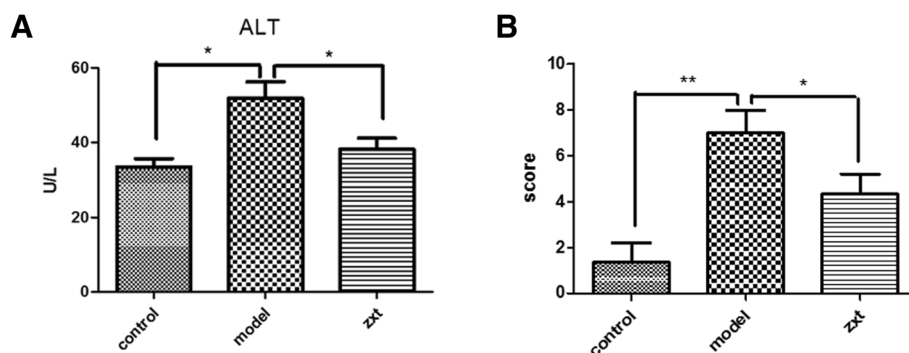 A
ALT
*
*
60
40
20
0
U/L
control
model
zxt
B
10
8
6
4
2
0
score
**
*
control
model
zxt